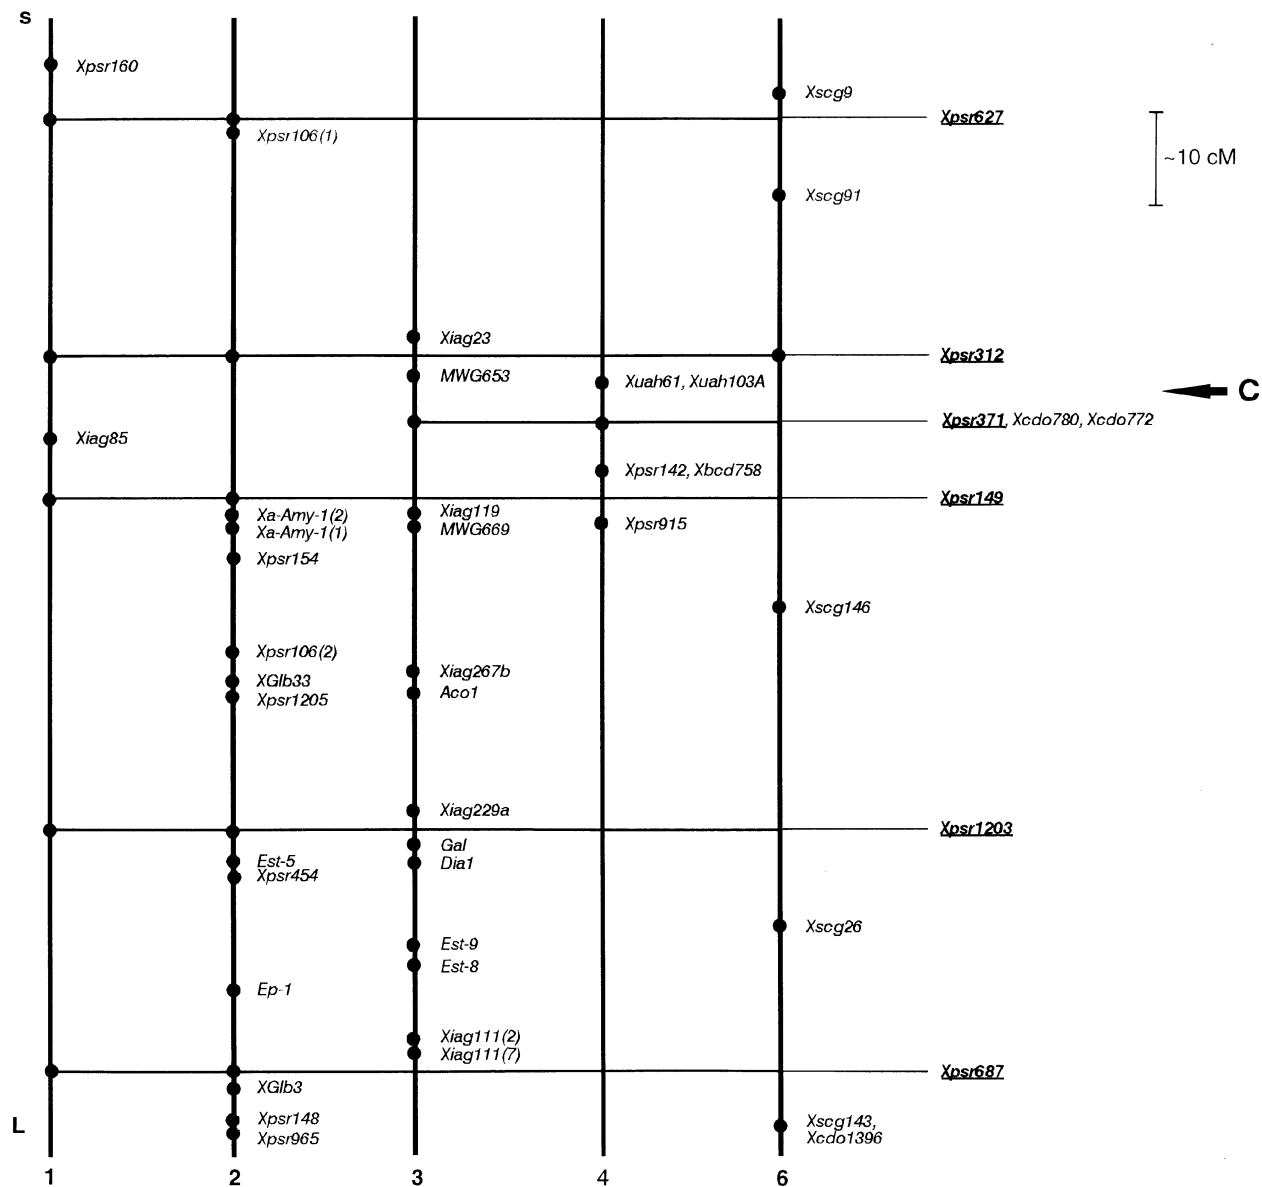 S
Xpsr160
Xscg9
Xpsr627
Xpsr106(1)
~10 cM
Xscg91
Xiag23
Xpsr312
MWG653
Xuah61, Xuah103A
C
Xpsr371, Xcdo780, Xcdo772
Xiag85
Xpsr142, Xbcd758
Xpsr149
Xa-Amy-1(2)
Xiag119
Xa-Amy-1(1)
MWG669
Xpsr915
Xpsr154
Xscg146
Xpsr106(2)
Xiag267b
XGlb33
Aco1
Xpsr1205
Xiag229a
Xpsr1203
Gal
Est-5
Dia1
Xpsr454
Xscg26
Est-9
Est-8
Ep-1
Xiag111(2)
Xiag111(7)
Xpsr687
XGlb3
L
Xpsr148
Xscg143,
Xpsr965
Xcdo1396
1 2 3 4 6